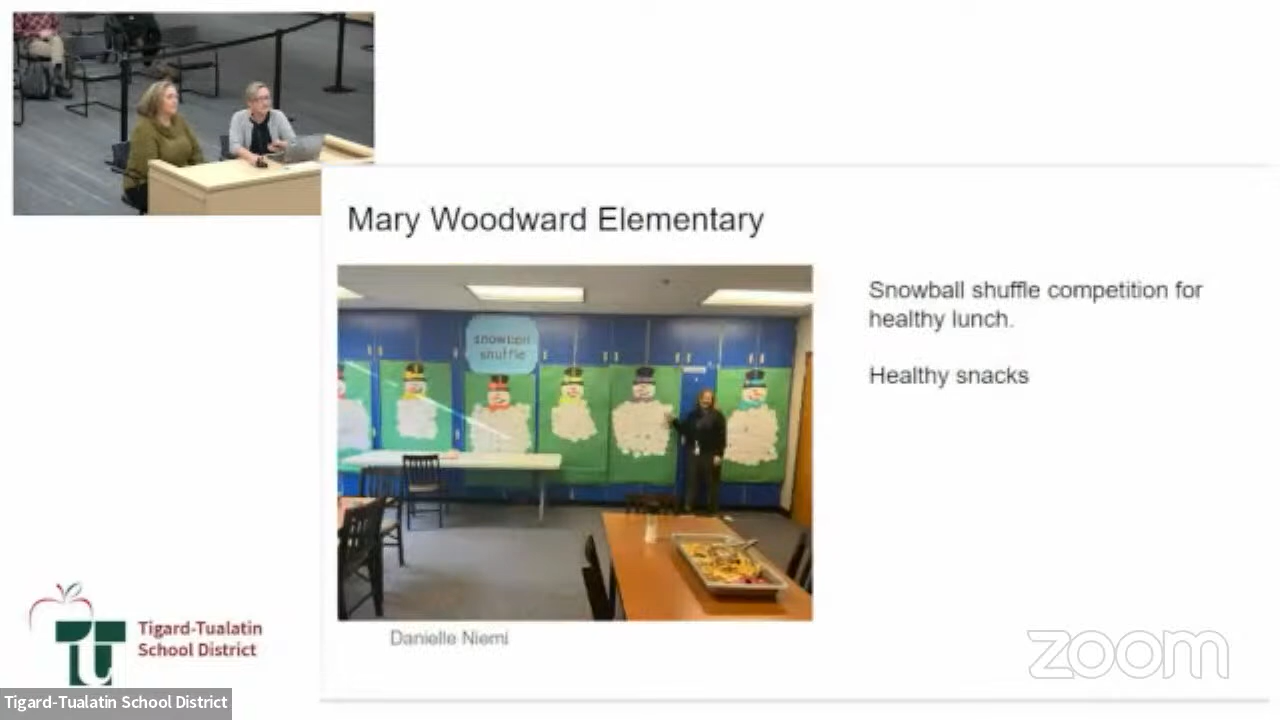 Mary Woodward Elementary
snowball
shuffle
Snowball shuffle competition for
healthy lunch.
Healthy snacks
Danielle Niemi
Tigard-Tualatin
School District
zoom
Tigard-Tualatin School District